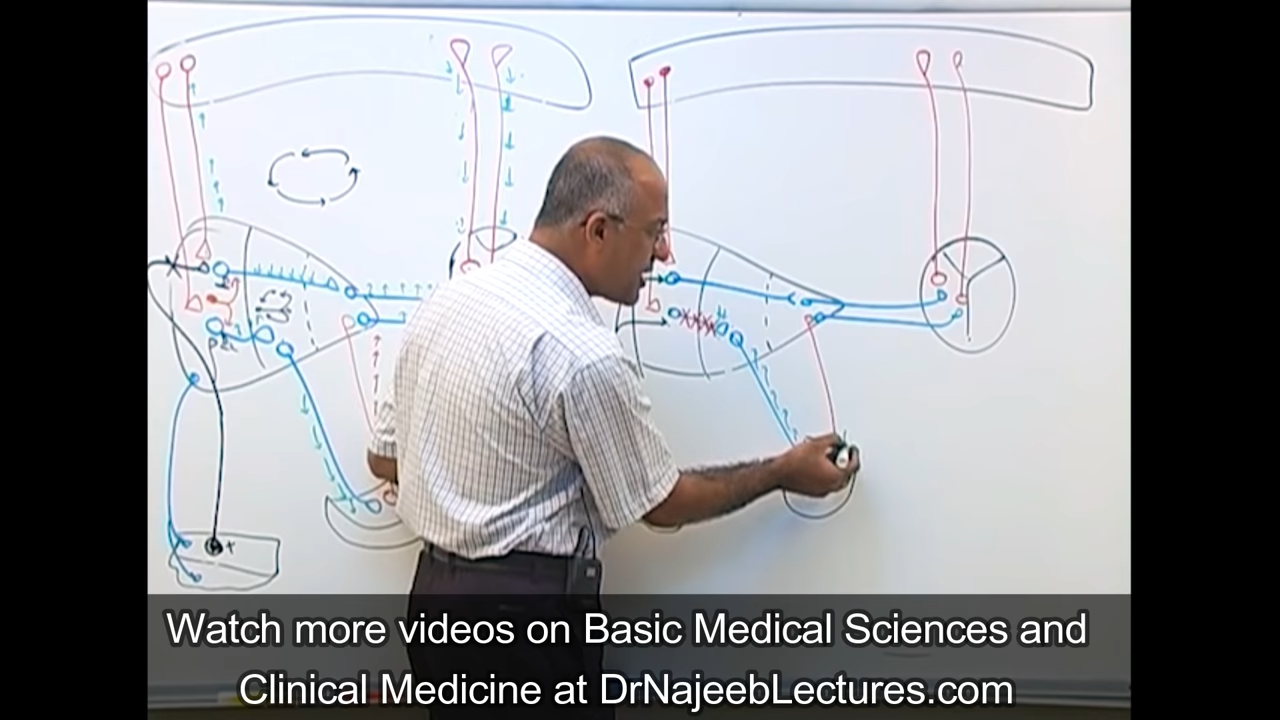 Watch more videos on Basic Medical Sciences and
Clinical Medicine at DrNajeebLectures.com